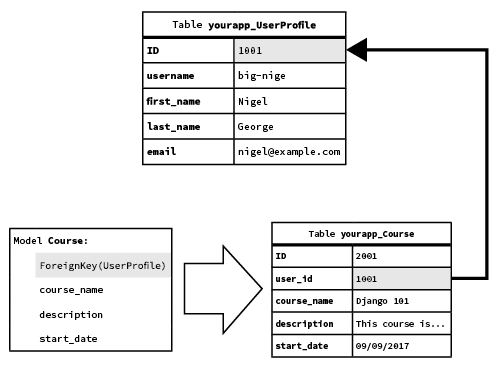 Table yourapp_UserProfile
ID 1001
username big-nige
first_name Nigel
last_name George
email nigel@example.com
Model Course:
ForeignKey(UserProfile)
course_name
description
start_date
Table yourapp_Course
ID 2001
user_id 1001
course_name Django 101
description This course is...
start_date 09/09/2017